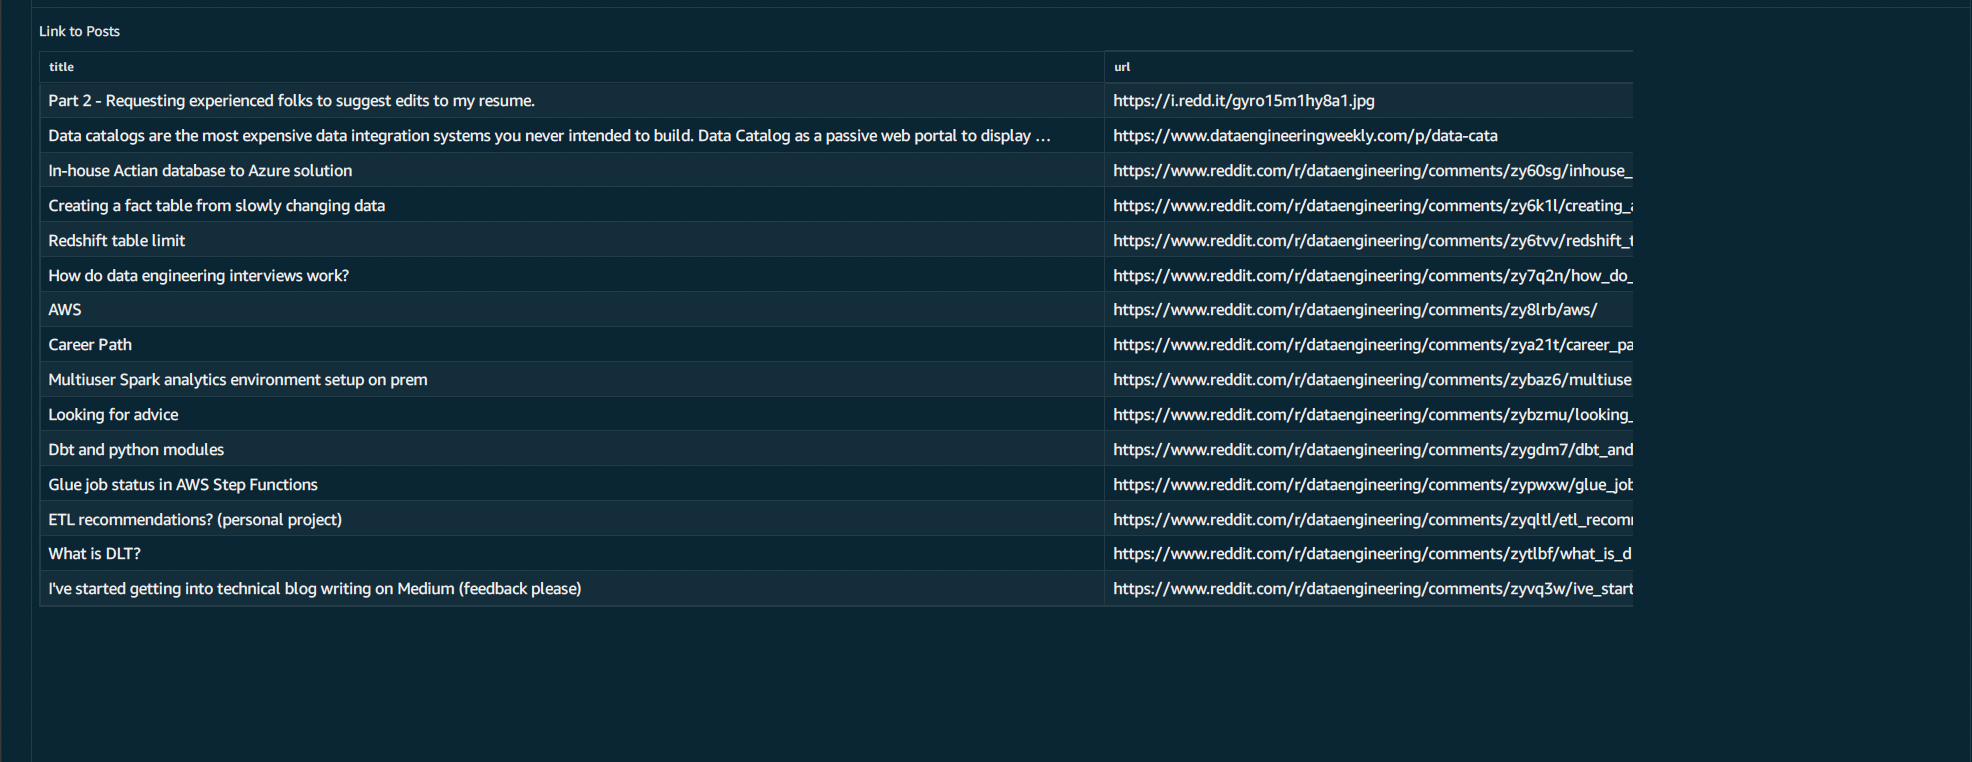 Link to Posts
title url
Part 2 - Requesting experienced folks to suggest edits to my resume. https://i.redd.it/gyro15m1hy8a1.jpg
Data catalogs are the most expensive data integration systems you never intended to build. Data Catalog as a passive web portal to display ... https://www.dataengineeringweekly.com/p/data-cata
In-house Actian database to Azure solution https://www.reddit.com/r/dataengineering/comments/zy60sg/inhouse_
Creating a fact table from slowly changing data https://www.reddit.com/r/dataengineering/comments/zy6k1l/creating_a
Redshift table limit https://www.reddit.com/r/dataengineering/comments/zy6tvv/redshift_t
How do data engineering interviews work? https://www.reddit.com/r/dataengineering/comments/zy7q2n/how_do_
AWS https://www.reddit.com/r/dataengineering/comments/zy8lrb/aws/
Career Path https://www.reddit.com/r/dataengineering/comments/zya21t/career_pa
Multiuser Spark analytics environment setup on prem https://www.reddit.com/r/dataengineering/comments/zybaz6/multiuse
Looking for advice https://www.reddit.com/r/dataengineering/comments/zybzmu/looking_
Dbt and python modules https://www.reddit.com/r/dataengineering/comments/zygdm7/dbt_and
Glue job status in AWS Step Functions https://www.reddit.com/r/dataengineering/comments/zypwxw/glue_job
ETL recommendations? (personal project) https://www.reddit.com/r/dataengineering/comments/zyqltl/etl_recom
What is DLT? https://www.reddit.com/r/dataengineering/comments/zytlbf/what_is_d
I've started getting into technical blog writing on Medium (feedback please) https://www.reddit.com/r/dataengineering/comments/zyvq3w/ive_start